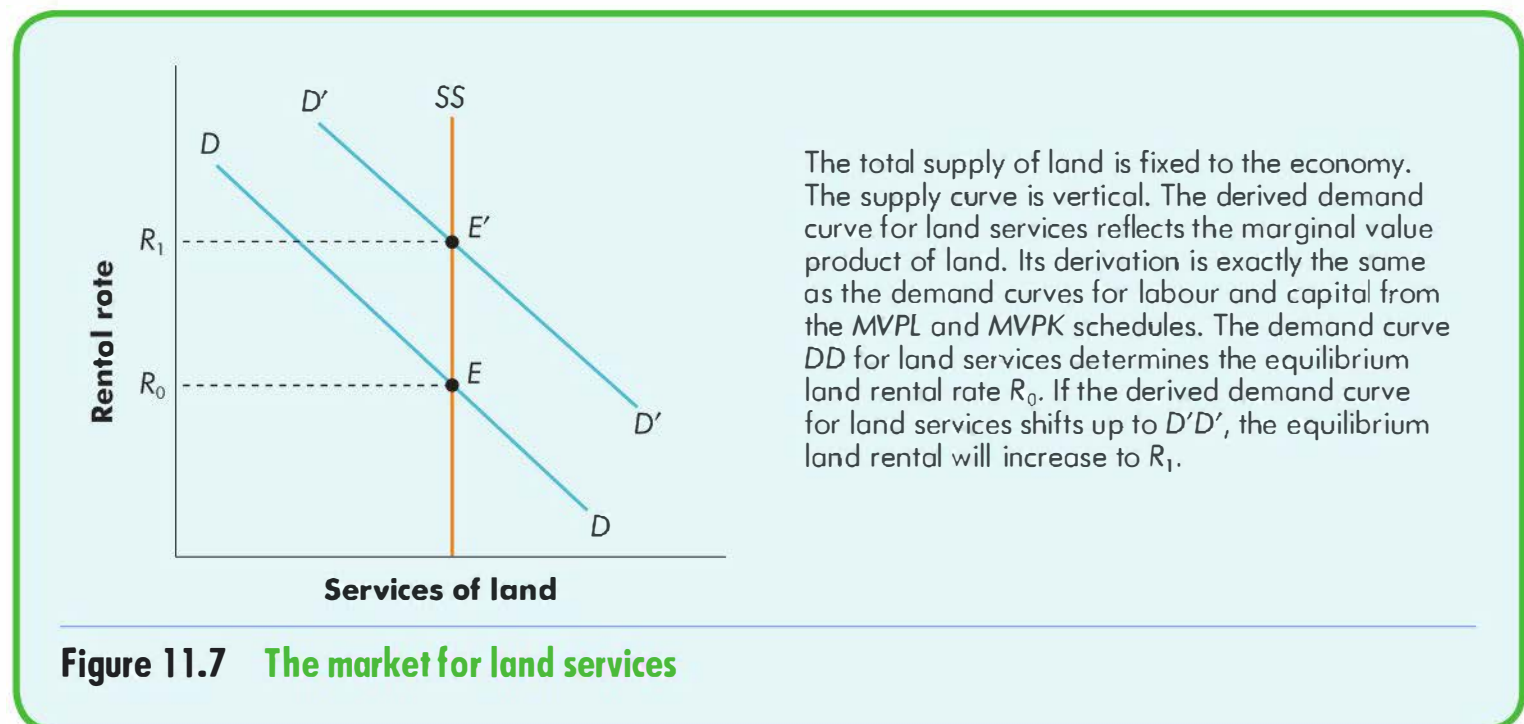 D′
SS
D
R₁
E′
R₀
E
D′
D
Rental rate
Services of land
The total supply of land is fixed to the economy.
The supply curve is vertical. The derived demand
curve for land services reflects the marginal value
product of land. Its derivation is exactly the same
as the demand curves for labour and capital from
the MVPL and MVPK schedules. The demand curve
DD for land services determines the equilibrium
land rental rate R₀. If the derived demand curve
for land services shifts up to D′D′, the equilibrium
land rental will increase to R₁.
Figure 11.7 The market for land services